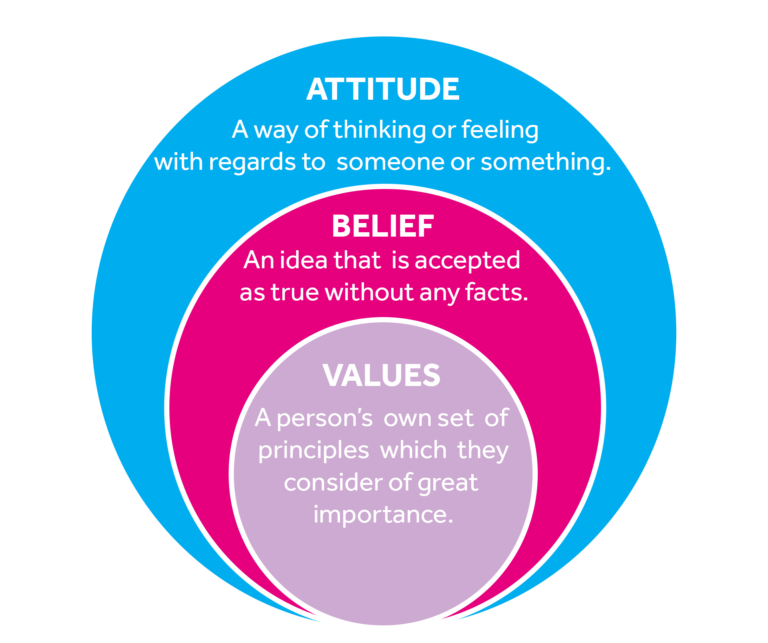 ATTITUDE
A way of thinking or feeling
with regards to someone or something.
BELIEF
An idea that is accepted
as true without any facts.
VALUES
A person's own set of
principles which they
consider of great
importance.